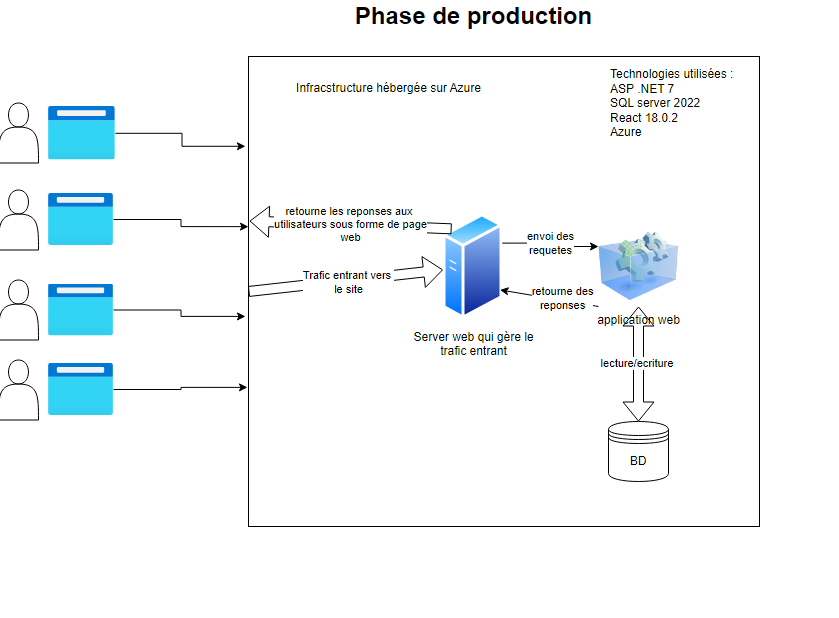 Phase de production
Infracstructure hébergée sur Azure
Technologies utilisées :
ASP .NET 7
SQL server 2022
React 18.0.2
Azure
retourne les reponses aux
utilisateurs sous forme de page
web
envoi des
requetes
Trafic entrant vers
le site
retourne des
reponses
application web
Server web qui gère le
trafic entrant
lecture/ecriture
BD